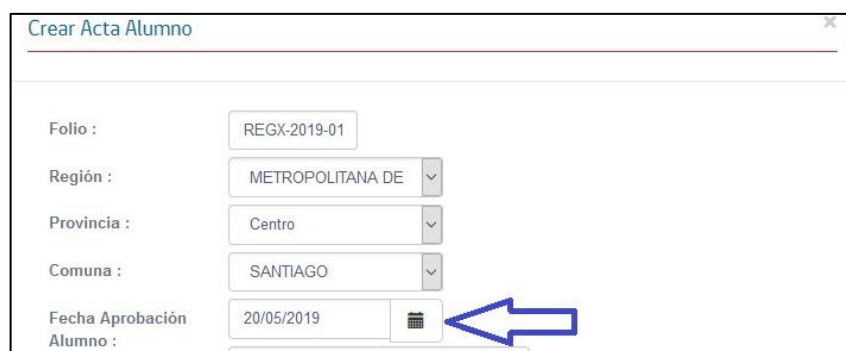 Crear Acta Alumno
Folio : REGX-2019-01
Región : METROPOLITANA DE
Provincia : Centro
Comuna : SANTIAGO
Fecha Aprobación 20/05/2019
Alumno :